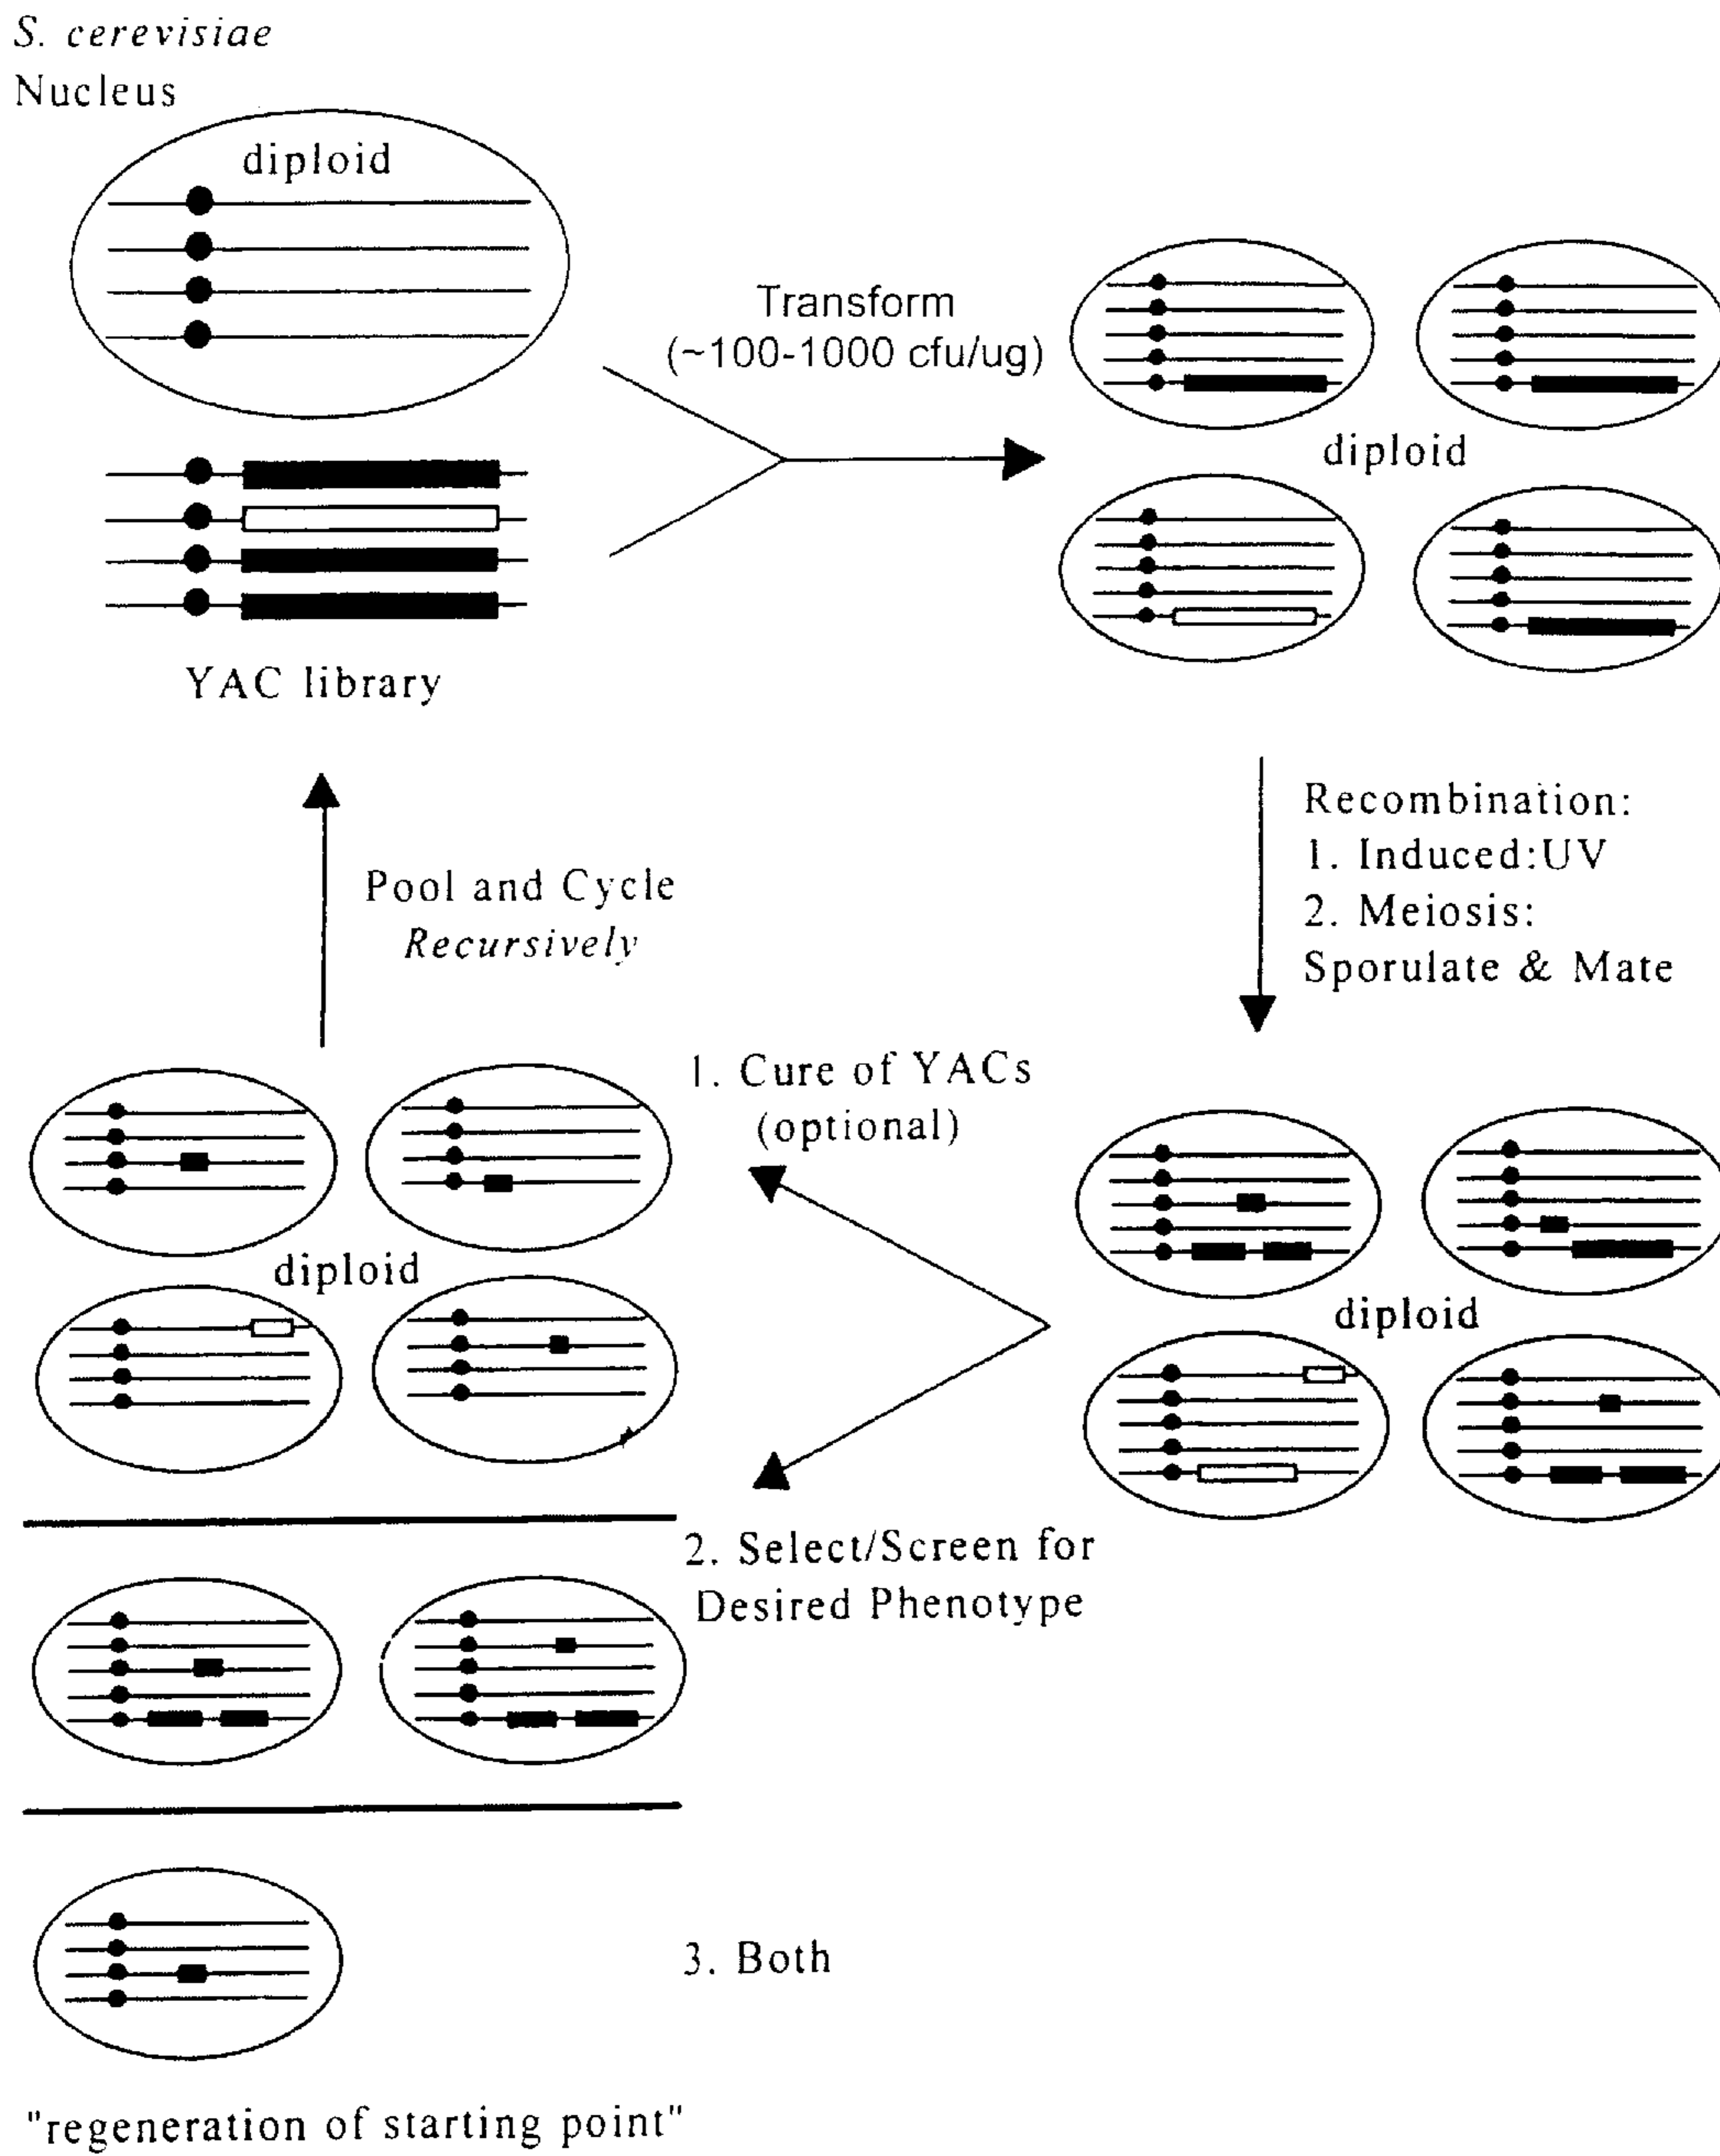 S. cerevisiae
Nucleus
diploid
YAC library
Transform
(~100-1000 cfu/ug)
diploid
Recombination:
1. Induced:UV
2. Meiosis:
Sporulate & Mate
diploid
1. Cure of YACs
(optional)
2. Select/Screen for
Desired Phenotype
3. Both
Pool and Cycle
Recursively
diploid
"regeneration of starting point"